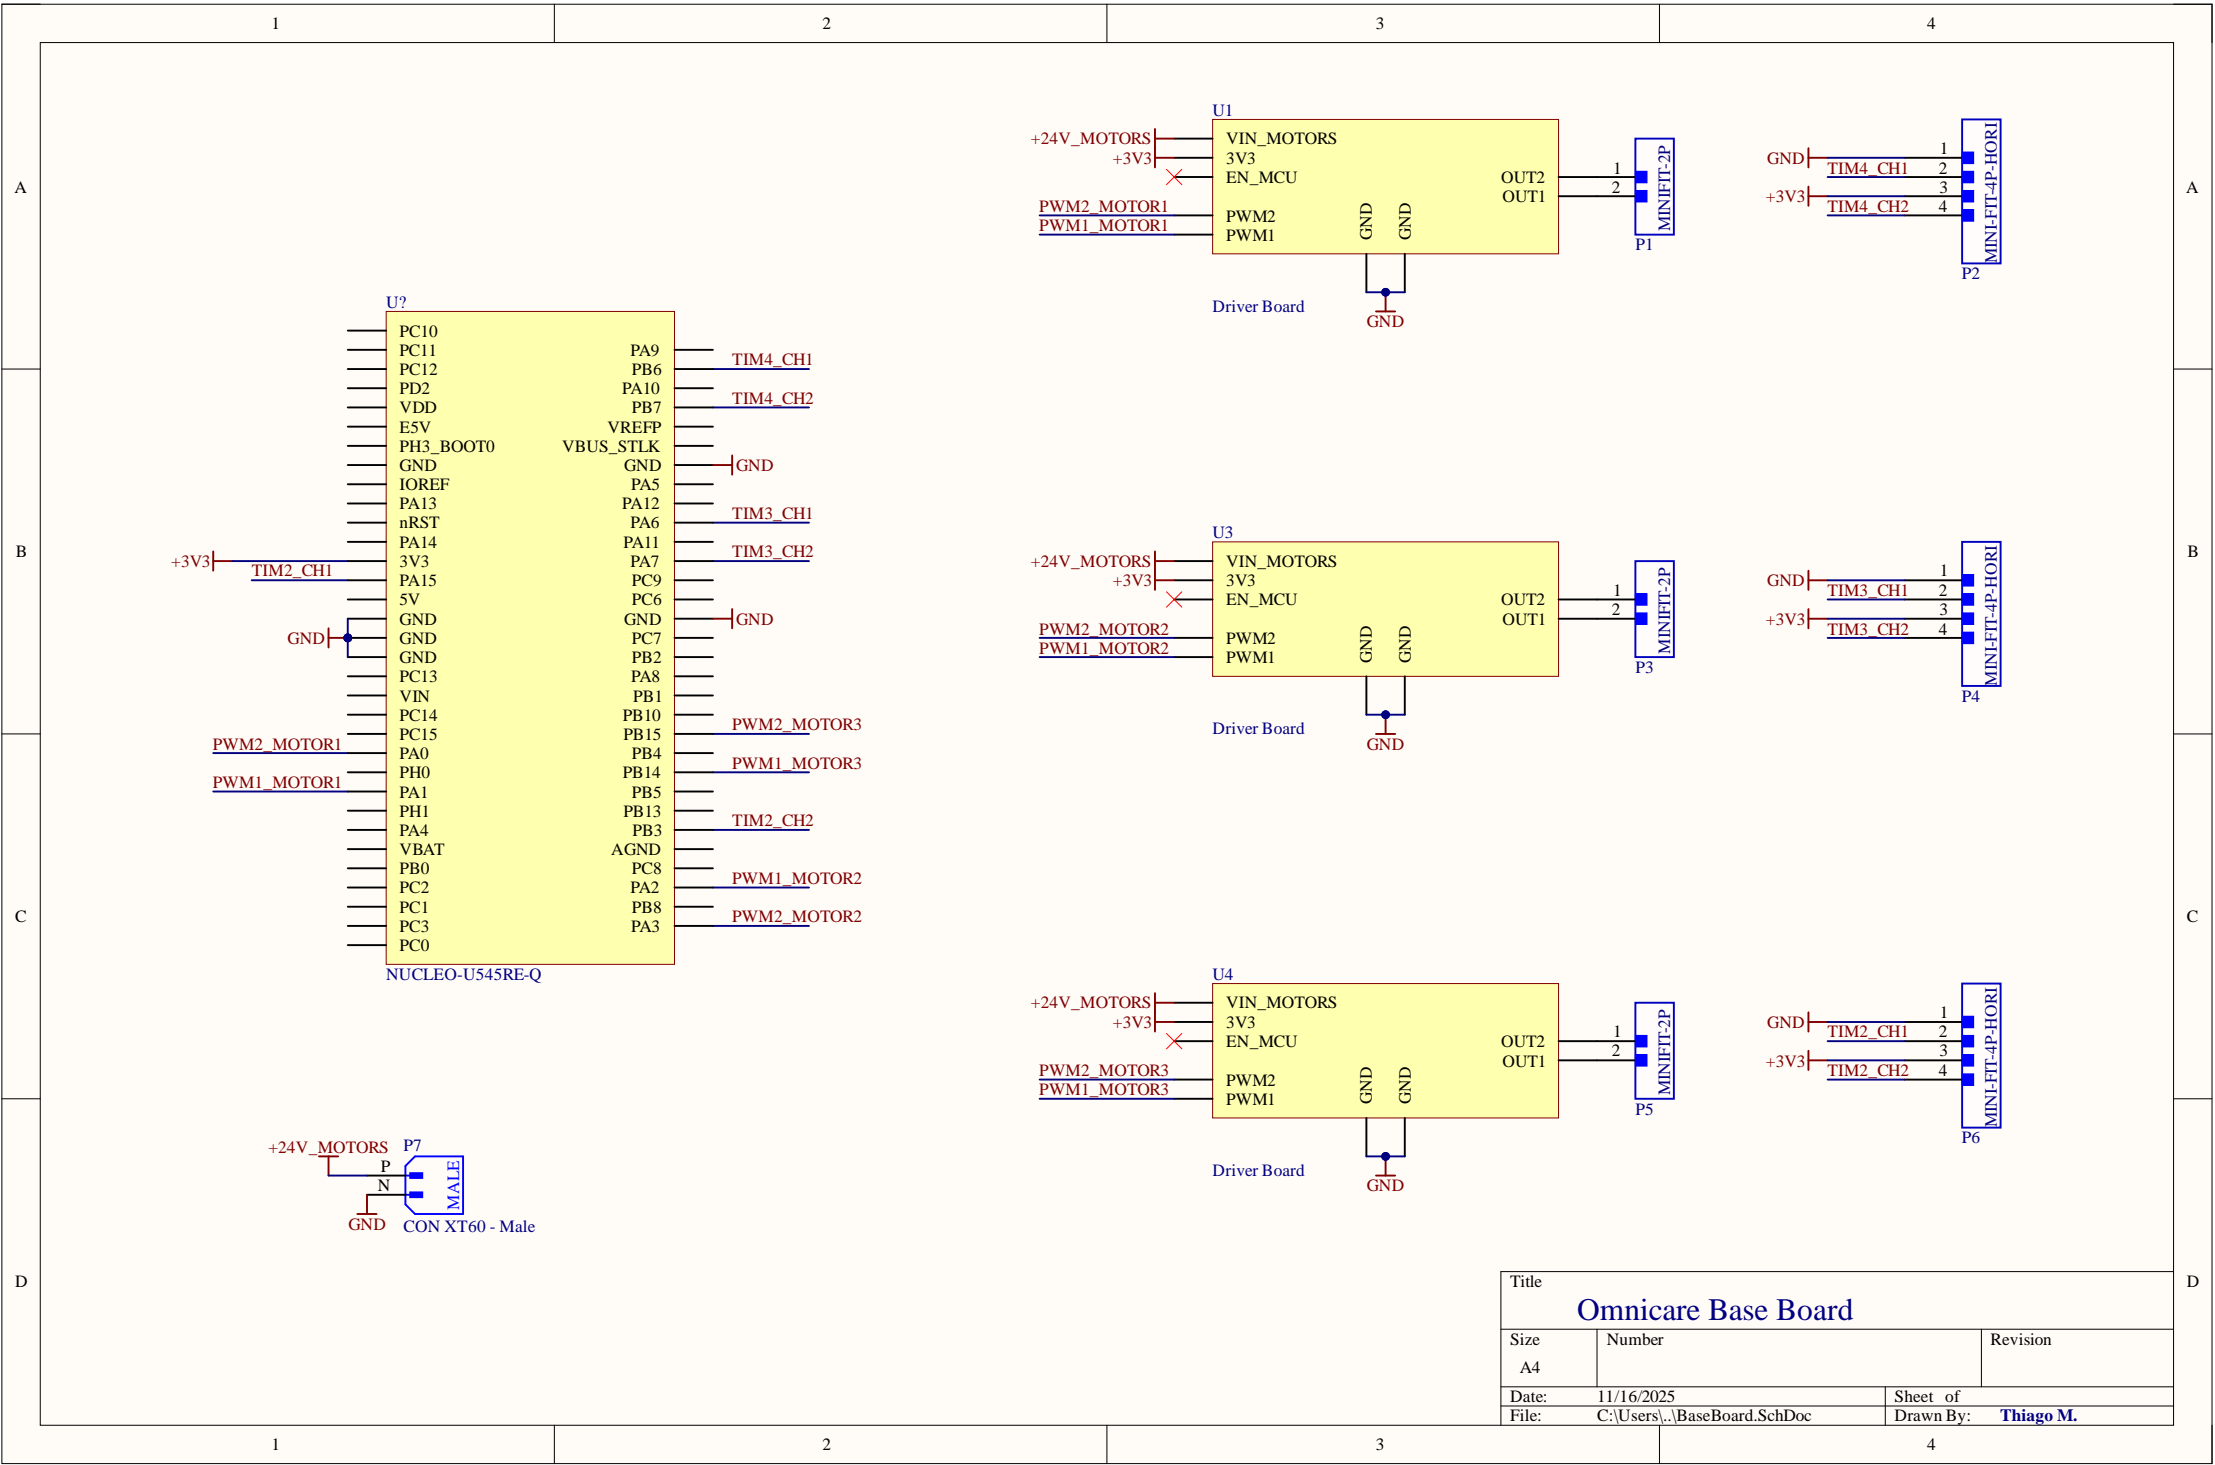 1 2 3 4
A
B
C
D
A
B
C
D
1 2 3 4
U?
PC10
PC11
PC12
PD2
VDD
E5V
PH3_BOOT0
GND
IOREF
PA13
nRST
PA14
+3V3 3V3
TIM2_CH1 PA15
5V
GND
GND GND
GND
PC13
VIN
PC14
PC15
PWM2_MOTOR1 PA0
PH0
PWM1_MOTOR1 PA1
PH1
PA4
VBAT
PB0
PC2
PC1
PC3
PC0
PA9
PB6 TIM4_CH1
PA10
PB7 TIM4_CH2
VREFP
VBUS_STLK
GND GND
PA5
PA12
PA6 TIM3_CH1
PA11
PA7 TIM3_CH2
PC9
PC6
GND GND
PC7
PB2
PA8
PB1
PB10
PB15 PWM2_MOTOR3
PB4
PB14 PWM1_MOTOR3
PB5
PB13
PB3 TIM2_CH2
AGND
PC8
PA2 PWM1_MOTOR2
PB8
PA3 PWM2_MOTOR2
NUCLEO-U545RE-Q
+24V_MOTORS P7
P
N
MALE
GND CON XT60 - Male
U1
+24V_MOTORS VIN_MOTORS
+3V3 3V3
EN_MCU
PWM2_MOTOR1 PWM2
PWM1_MOTOR1 PWM1
GND GND
OUT2 1
OUT1 2
MINIFIT-2P
P1
Driver Board
GND
GND 1
TIM4_CH1 2
+3V3 3
TIM4_CH2 4
MINI-FIT-4P-HORI
P2
U3
+24V_MOTORS VIN_MOTORS
+3V3 3V3
EN_MCU
PWM2_MOTOR2 PWM2
PWM1_MOTOR2 PWM1
GND GND
OUT2 1
OUT1 2
MINIFIT-2P
P3
Driver Board
GND
GND 1
TIM3_CH1 2
+3V3 3
TIM3_CH2 4
MINI-FIT-4P-HORI
P4
U4
+24V_MOTORS VIN_MOTORS
+3V3 3V3
EN_MCU
PWM2_MOTOR3 PWM2
PWM1_MOTOR3 PWM1
GND GND
OUT2 1
OUT1 2
MINIFIT-2P
P5
Driver Board
GND
GND 1
TIM2_CH1 2
+3V3 3
TIM2_CH2 4
MINI-FIT-4P-HORI
P6
Title
Omnicare Base Board
Size Number Revision
A4
Date: 11/16/2025 Sheet of
File: C:\Users\..\BaseBoard.SchDoc Drawn By: Thiago M.